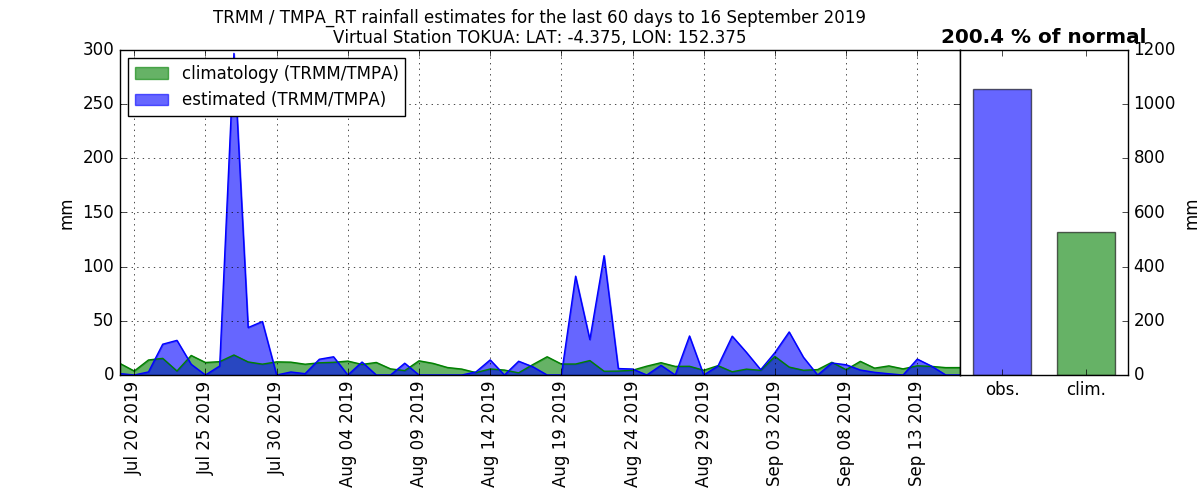 TRMM / TMPA_RT rainfall estimates for the last 60 days to 16 September 2019
Virtual Station TOKUA: LAT: -4.375, LON: 152.375
200.4 % of normal
climatology (TRMM/TMPA)
estimated (TRMM/TMPA)
300
250
200
150
100
50
0
mm
Jul 20 2019
Jul 25 2019
Jul 30 2019
Aug 04 2019
Aug 09 2019
Aug 14 2019
Aug 19 2019
Aug 24 2019
Aug 29 2019
Sep 03 2019
Sep 08 2019
Sep 13 2019
1200
1000
800
600
400
200
0
mm
obs.
clim.